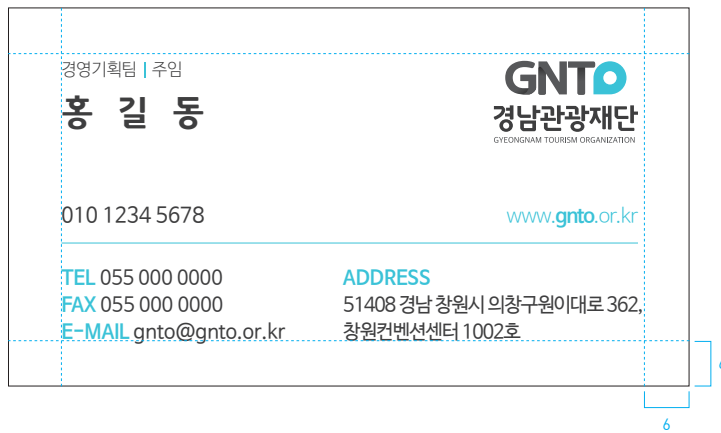 경영기획팀 | 주임
홍 길 동
GNTO
경남관광재단
GYEONGNAM TOURISM ORGANIZATION
010 1234 5678
www.gnto.or.kr
TEL 055 000 0000
FAX 055 000 0000
E-MAIL gnto@gnto.or.kr
ADDRESS
51408 경남 창원시 의창구원이대로 362,
창원컨벤션센터 1002호
6